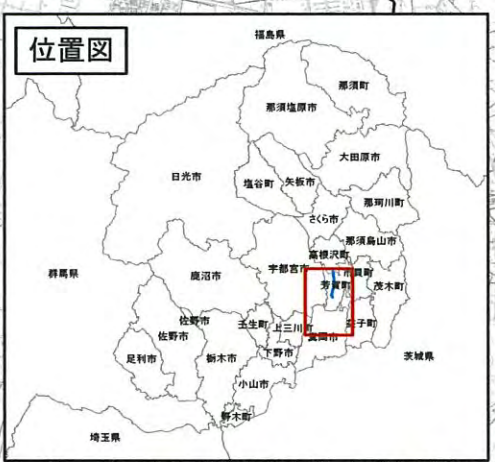 位置図
福島県
那須町
那須塩原市
大田原市
日光市
塩谷町
矢板市
那珂川町
さくら市
那須烏山市
高根沢町
宇都宮市
市貝町
群馬県
鹿沼市
芳賀町
茂木町
佐野市
壬生町
上三川町
益子町
真岡市
佐野市
栃木市
下野市
足利市
茨城県
小山市
野木町
埼玉県